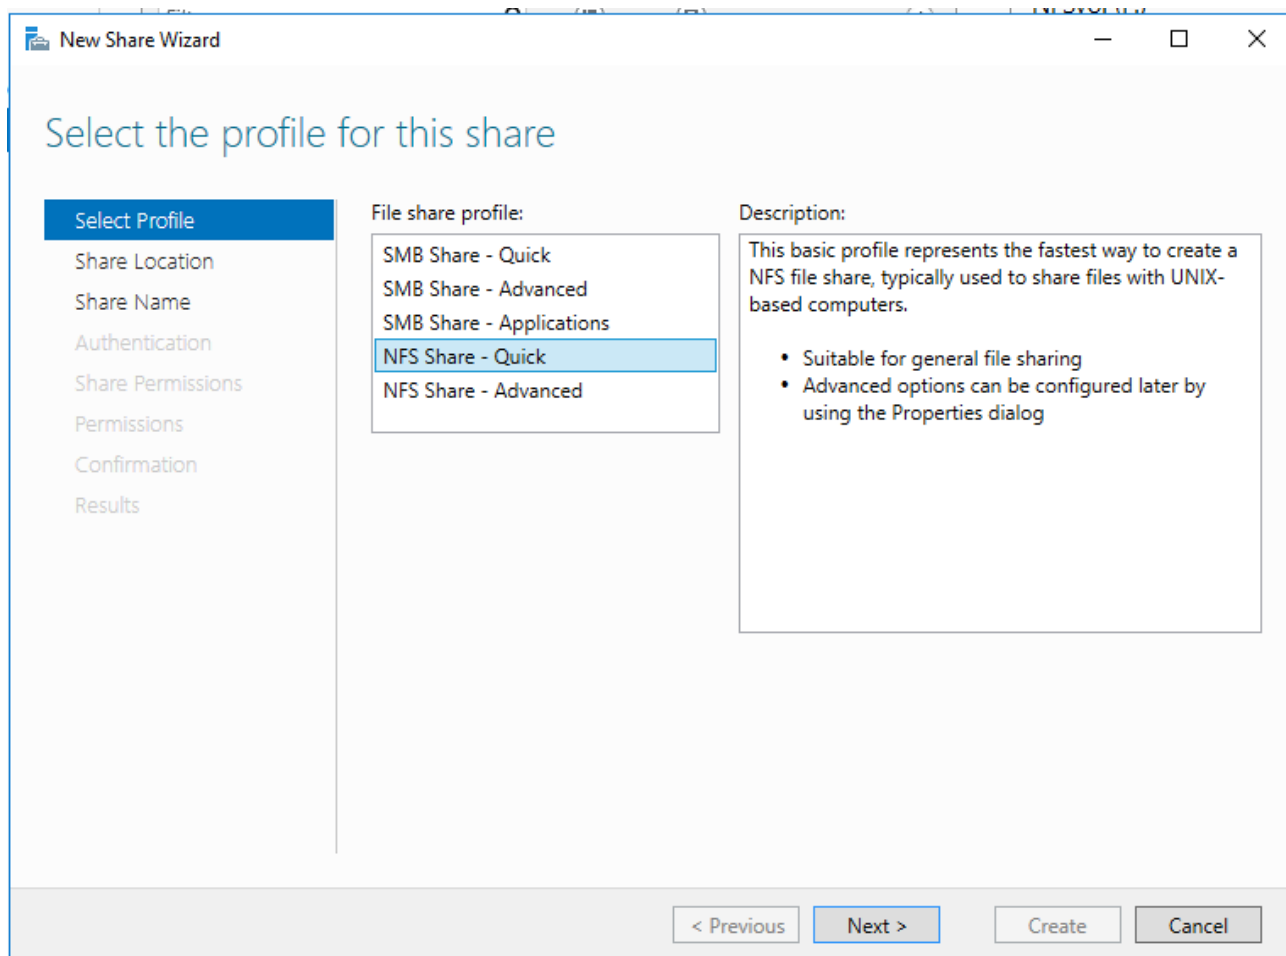 New Share Wizard
Select the profile for this share
Select Profile
Share Location
Share Name
Authentication
Share Permissions
Permissions
Confirmation
Results
File share profile:
SMB Share - Quick
SMB Share - Advanced
SMB Share - Applications
NFS Share - Quick
NFS Share - Advanced
Description:
This basic profile represents the fastest way to create a
NFS file share, typically used to share files with UNIX-
based computers.
• Suitable for general file sharing
• Advanced options can be configured later by
using the Properties dialog
< Previous
Next >
Create
Cancel